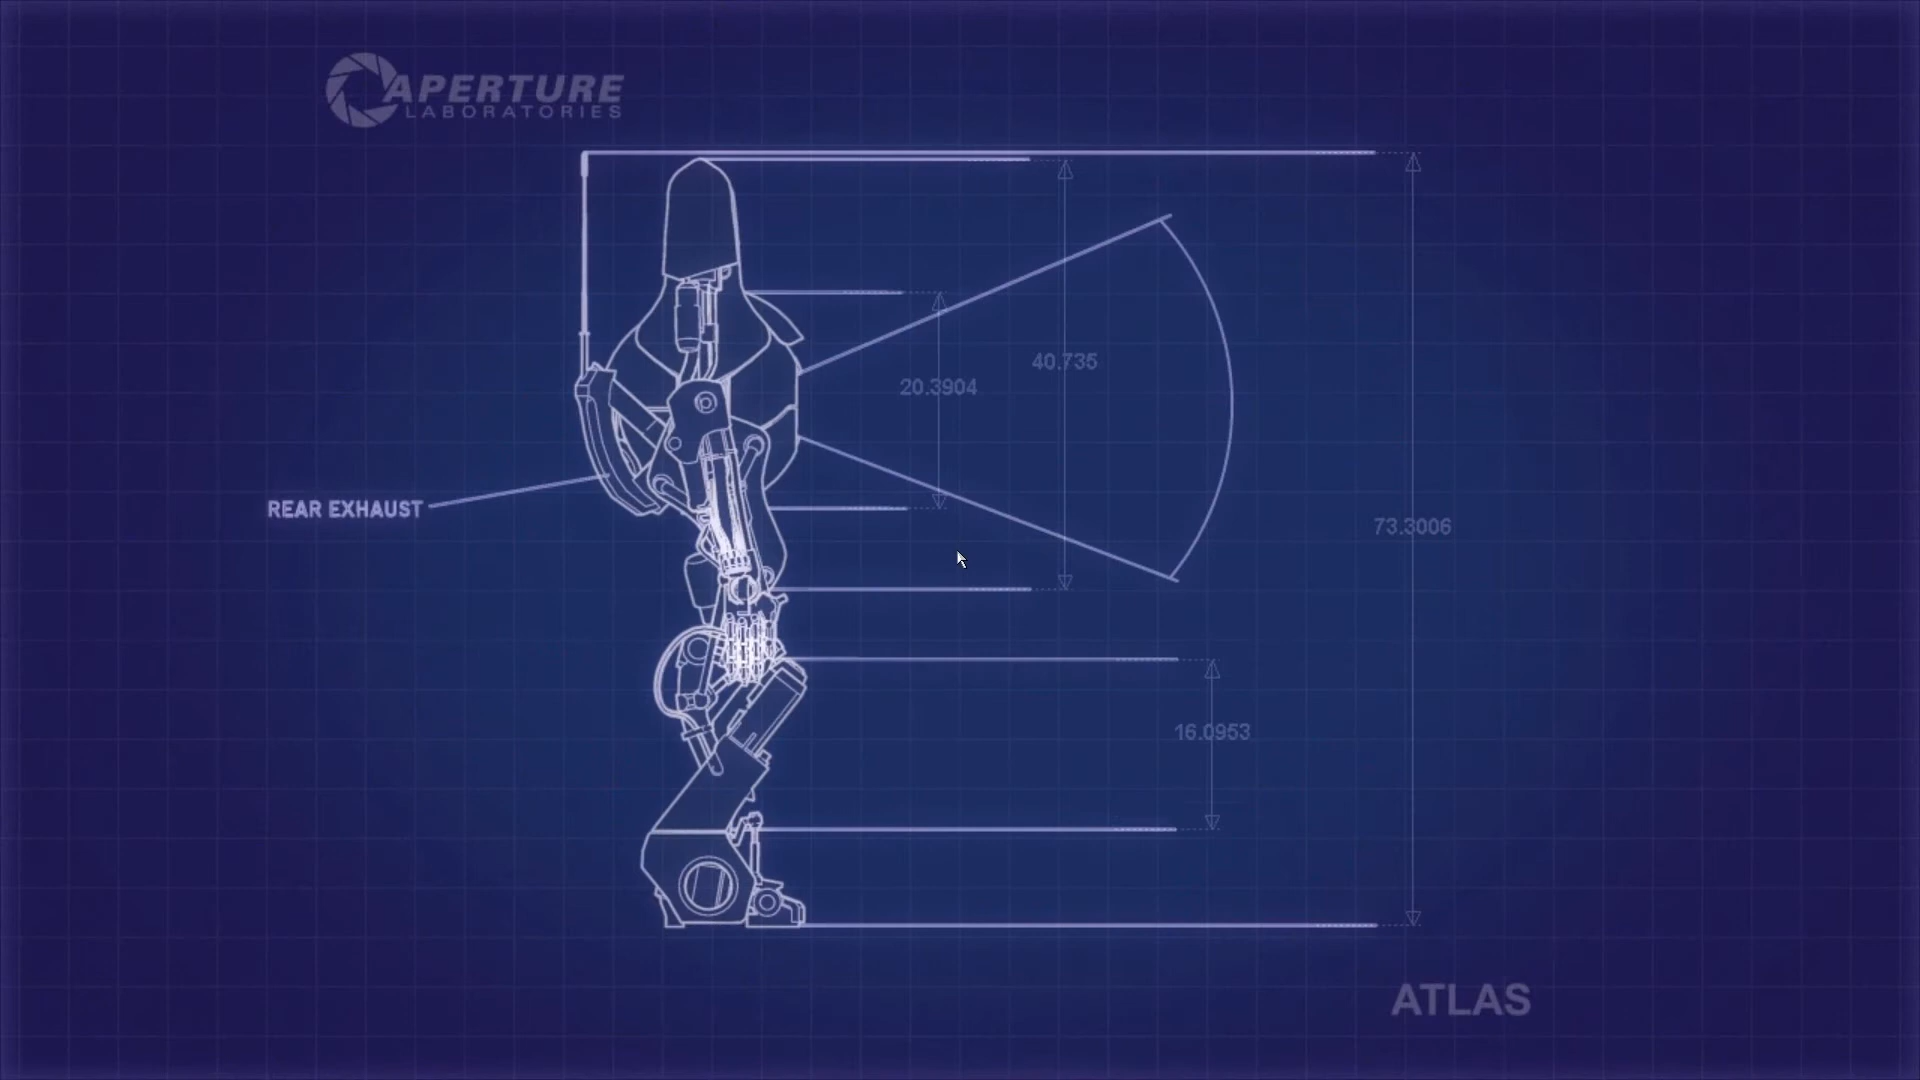 APERTURE
LABORATORIES
40.735
20.3904
REAR EXHAUST
73.3006
16.0953
ATLAS